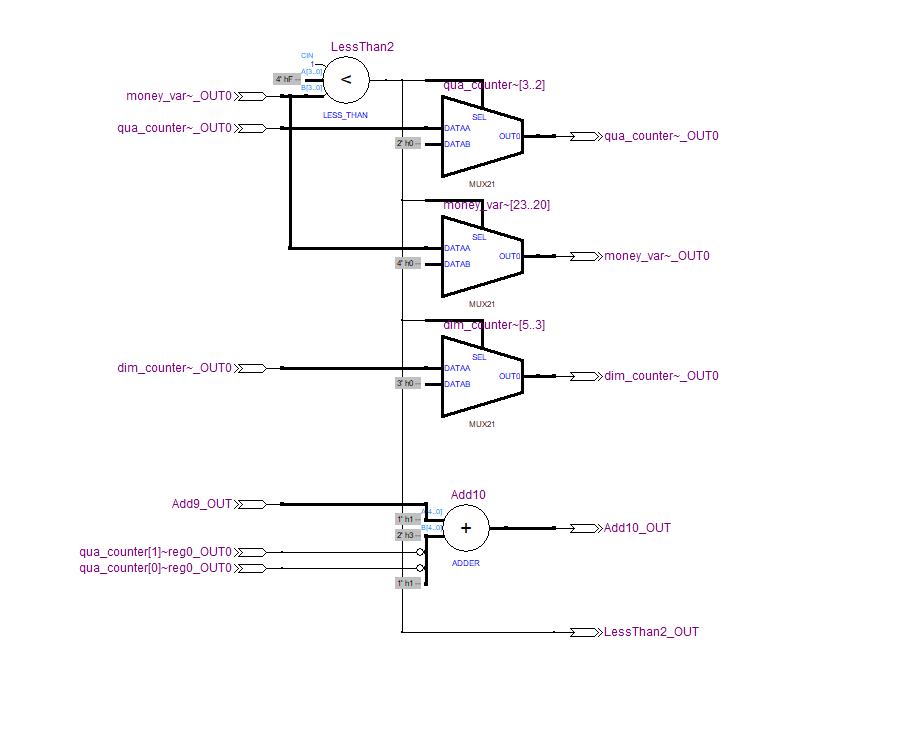 LessThan2
CIN
1
A[3..0]
4' hF --
B[3..0]
<
LESS_THAN
money_var~_OUT0
qua_counter~_OUT0
qua_counter~[3..2]
SEL
DATAA
2' h0 --
DATAB
OUT0
MUX21
qua_counter~_OUT0
money_var~[23..20]
SEL
DATAA
4' h0 --
DATAB
OUT0
MUX21
money_var~_OUT0
dim_counter~[5..3]
SEL
dim_counter~_OUT0
DATAA
3' h0 --
DATAB
OUT0
MUX21
dim_counter~_OUT0
Add10
Add9_OUT
A[4..0]
1' h1 --
B[4..0]
2' h3 --
+
ADDER
Add10_OUT
qua_counter[1]~reg0_OUT0
qua_counter[0]~reg0_OUT0
1' h1 --
LessThan2_OUT